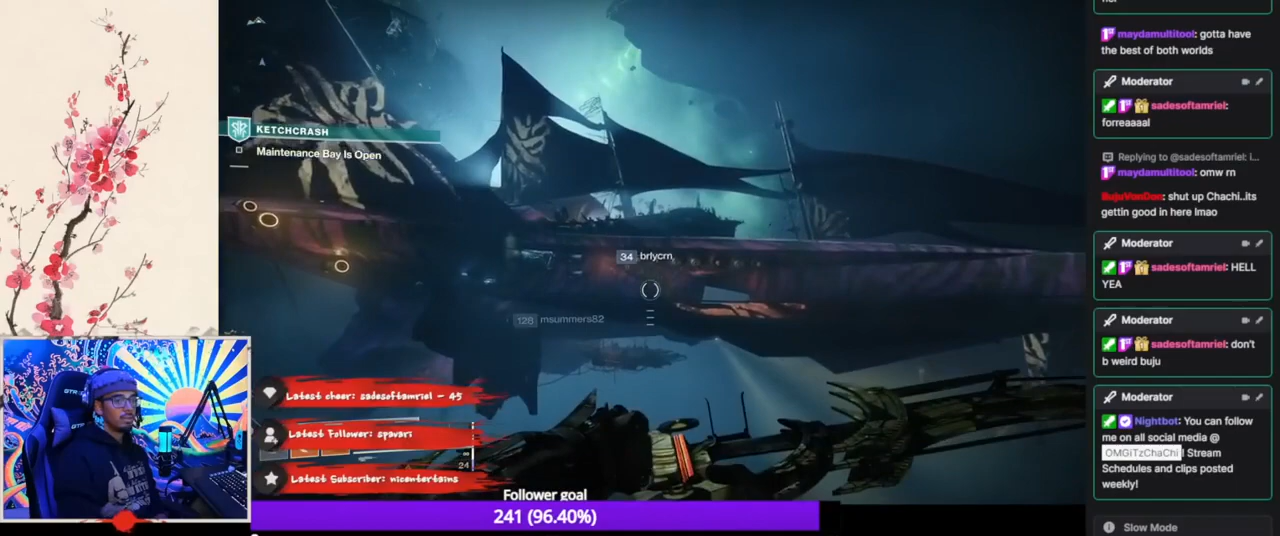 KETCHCRASH
Maintenance Bay Is Open
34 brlycrn
128 msummers82
Latest cheer: sadesoftamriel - 45
Latest Follower: spavari
24
Latest Subscriber: nicentertains
Follower goal
241 (96.40%)
GTR
maydamultitool: gotta have
the best of both worlds
Moderator
sadesoftamriel:
forreaaaal
Replying to @sadesoftamriel: i...
maydamultitool: omw rn
BujuVonDon: shut up Chachi..its
gettin good in here lmao
Moderator
sadesoftamriel: HELL
YEA
Moderator
sadesoftamriel: don't
b weird buju
Moderator
Nightbot: You can follow
me on all social media @
OMGiTzChaChi | Stream
Schedules and clips posted
weekly!
Slow Mode